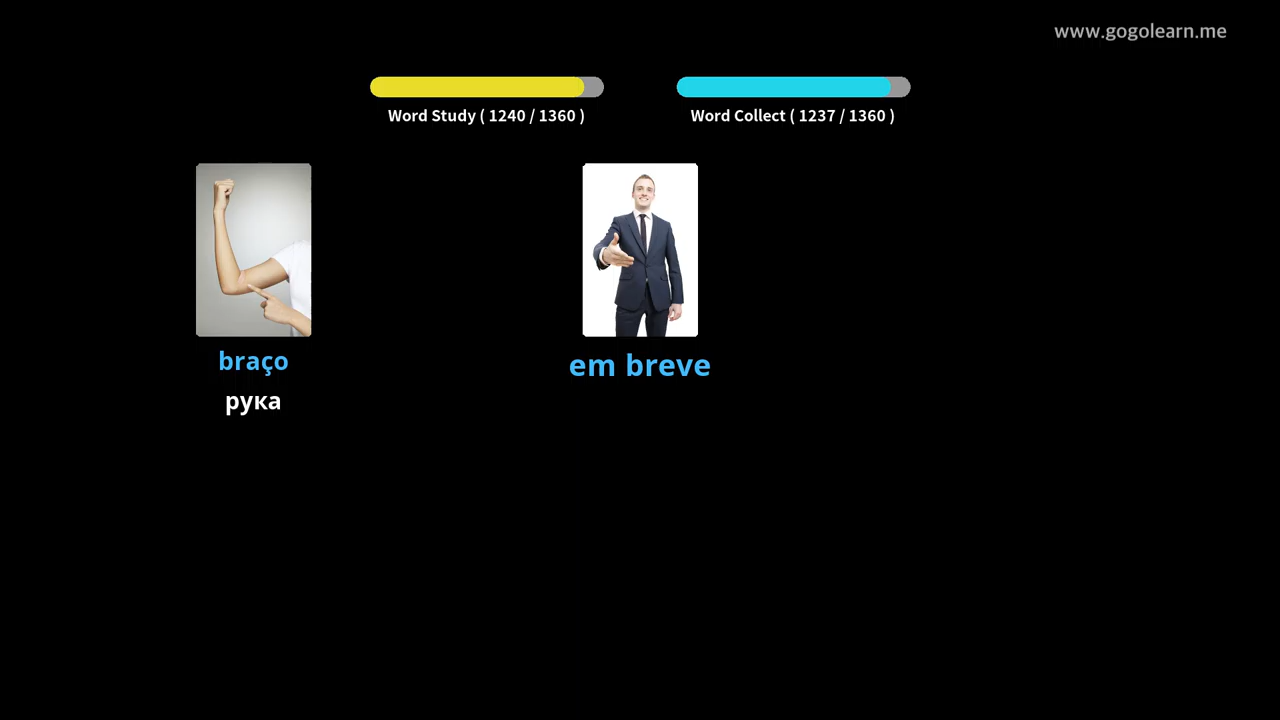 www.gogolearn.me
Word Study ( 1240 / 1360 )
Word Collect ( 1237 / 1360 )
braço
рука
em breve